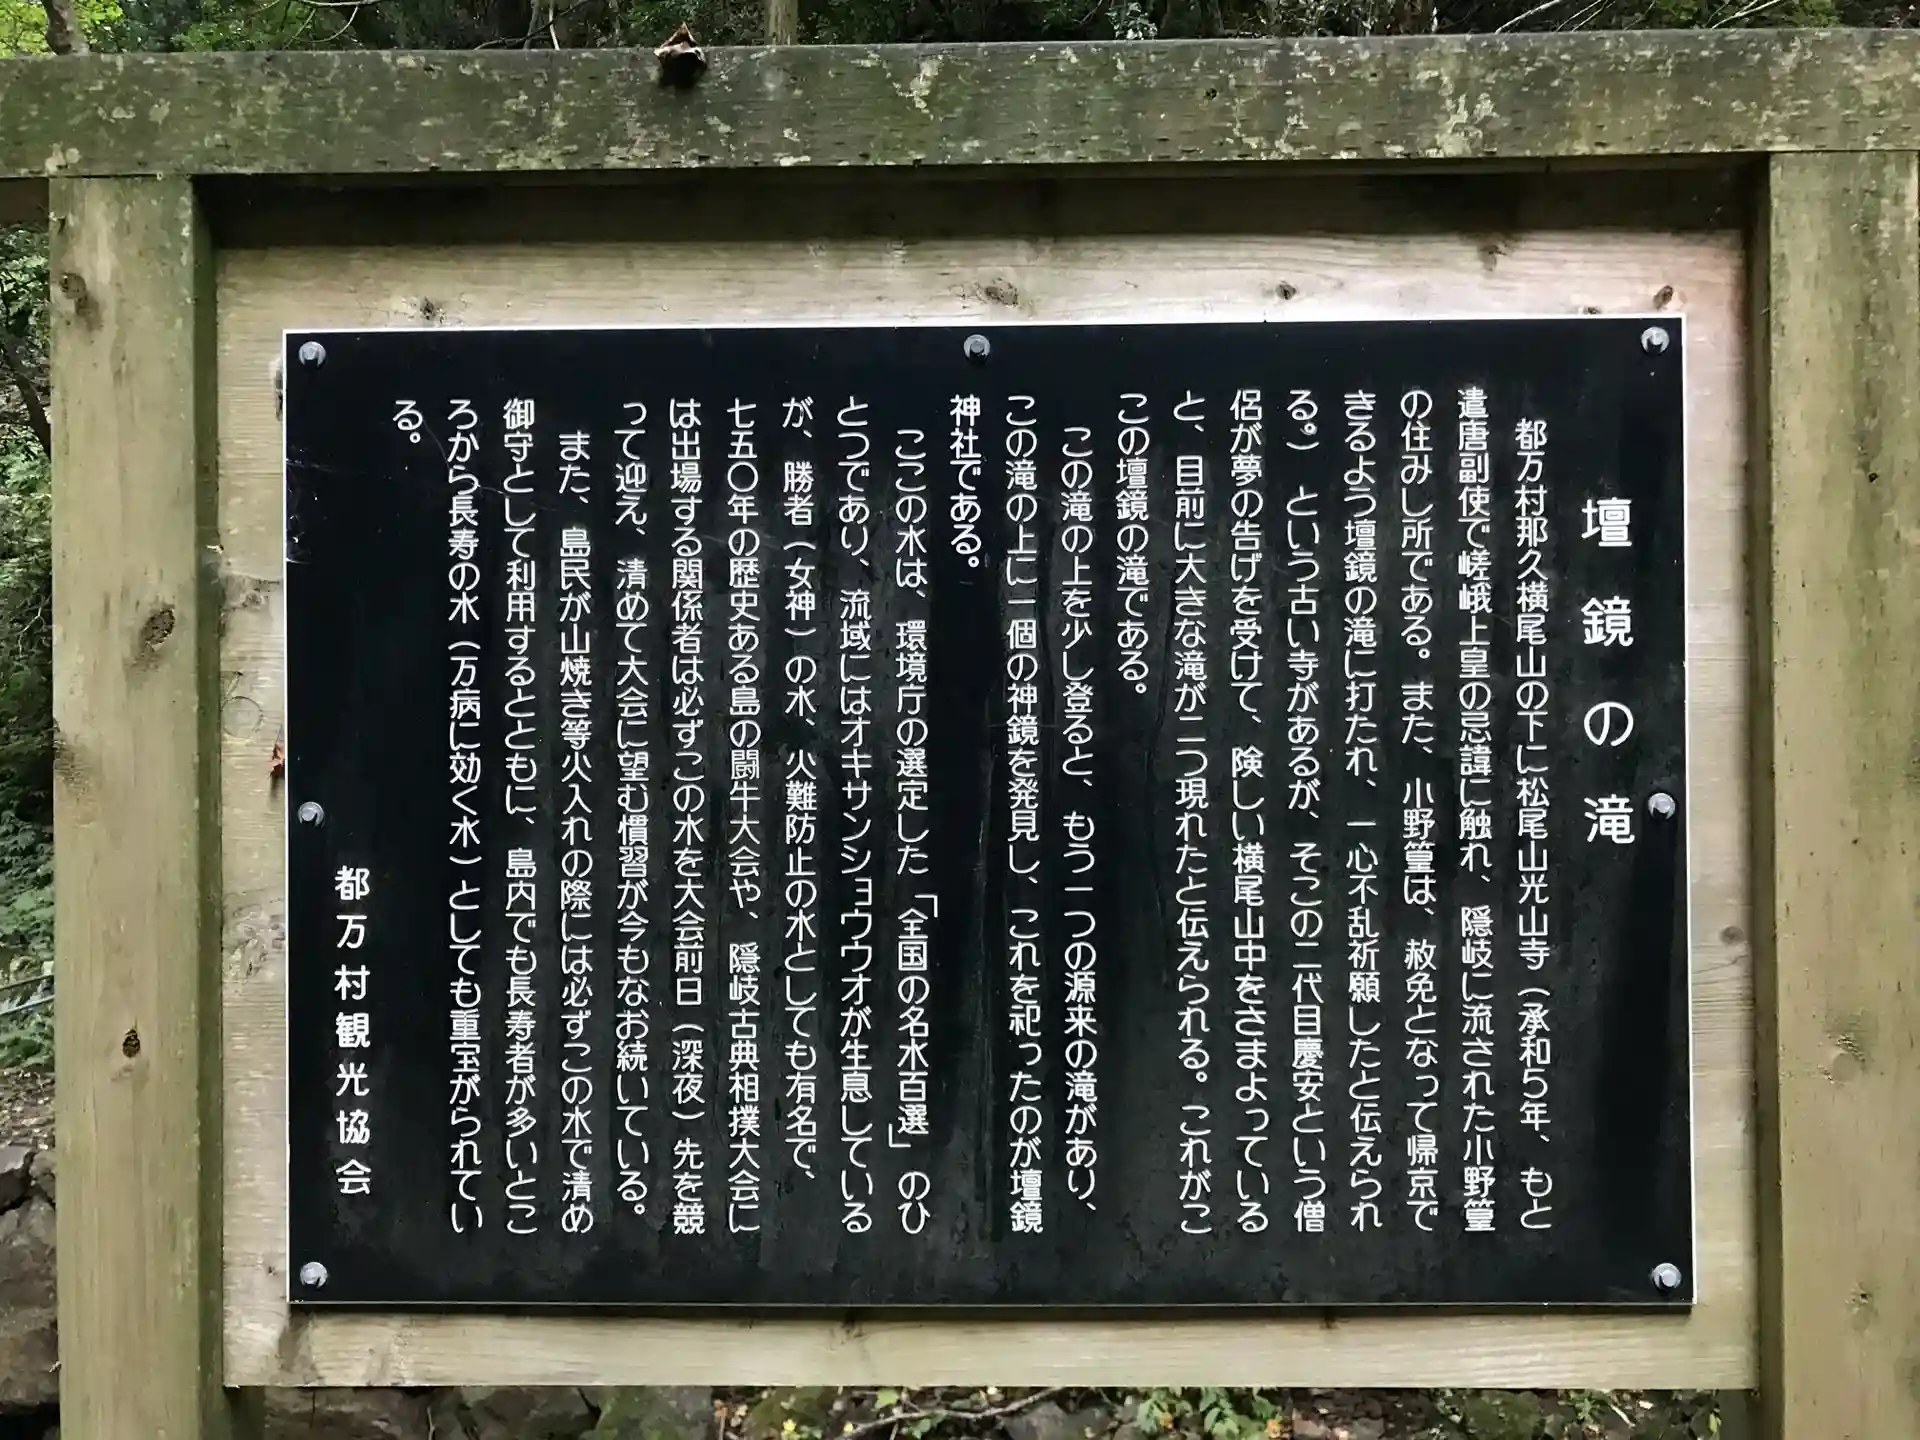 壇鏡の滝
都万村那久横尾山の下に松尾山光山寺（承和５年、もと
遣唐副使で嵯峨上皇の忌諱に触れ、隠岐に流された小野篁
の住みし所である。また、小野篁は、赦免となって帰京で
きるよう壇鏡の滝に打たれ、一心不乱祈願したと伝えられ
る。）という古い寺があるが、そこの二代目慶安という僧
侶が夢の告げを受けて、険しい横尾山中をさまよっている
と、目前に大きな滝が二つ現れたと伝えられる。これがこ
この壇鏡の滝である。
この滝の上を少し登ると、もう一つの源来の滝があり、
この滝の上に一個の神鏡を発見し、これを祀ったのが壇鏡
神社である。
ここの水は、環境庁の選定した「全国の名水百選」のひ
とつであり、流域にはオキサンショウウオが生息している
が、勝者（女神）の水、火難防止の水としても有名で、
七五〇年の歴史ある島の闘牛大会や、隠岐古典相撲大会に
は出場する関係者は必ずこの水を大会前日（深夜）先を競
って迎え、清めて大会に望む慣習が今もなお続いている。
また、島民が山焼き等火入れの際には必ずこの水で清め
御守として利用するとともに、島内でも長寿者が多いとこ
ろから長寿の水（万病に効く水）としても重宝がられてい
る。
都万村観光協会